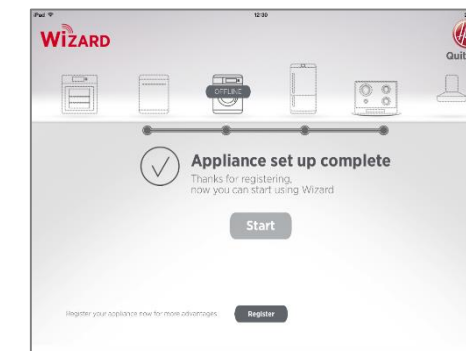 iPad
12:30
WIZARD
Quit
OFFLINE
Appliance set up complete
Thanks for registering,
now you can start using Wizard
Start
Register your appliance now for more advantages.
Register